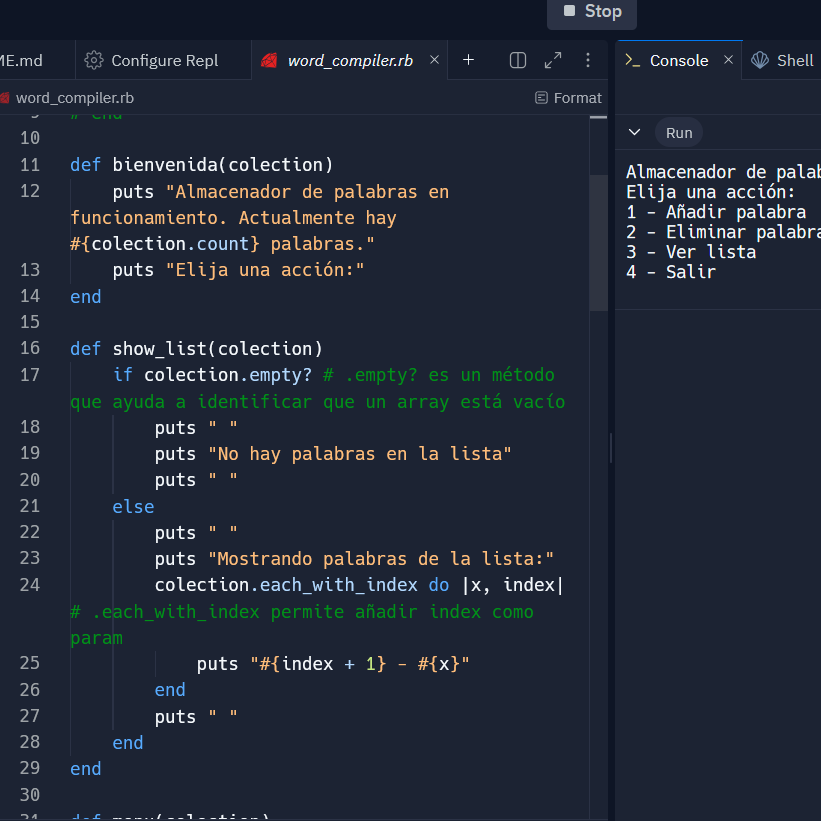 Stop
ME.md
Configure Repl
word_compiler.rb
Console
Shell
word_compiler.rb
Format
# end
10
11 def bienvenida(colection)
12 puts "Almacenador de palabras en
funcionamiento. Actualmente hay
#{colection.count} palabras."
13 puts "Elija una acción:"
14 end
15
16 def show_list(colection)
17 if colection.empty? # .empty? es un método
que ayuda a identificar que un array está vacío
18 puts " "
19 puts "No hay palabras en la lista"
20 puts " "
21 else
22 puts " "
23 puts "Mostrando palabras de la lista:"
24 colection.each_with_index do |x, index|
# .each_with_index permite añadir index como
param
25 puts "#{index + 1} - #{x}"
26 end
27 puts " "
28 end
29 end
30
31 def menu(colection)
Run
Almacenador de palab
Elija una acción:
1 - Añadir palabra
2 - Eliminar palabra
3 - Ver lista
4 - Salir